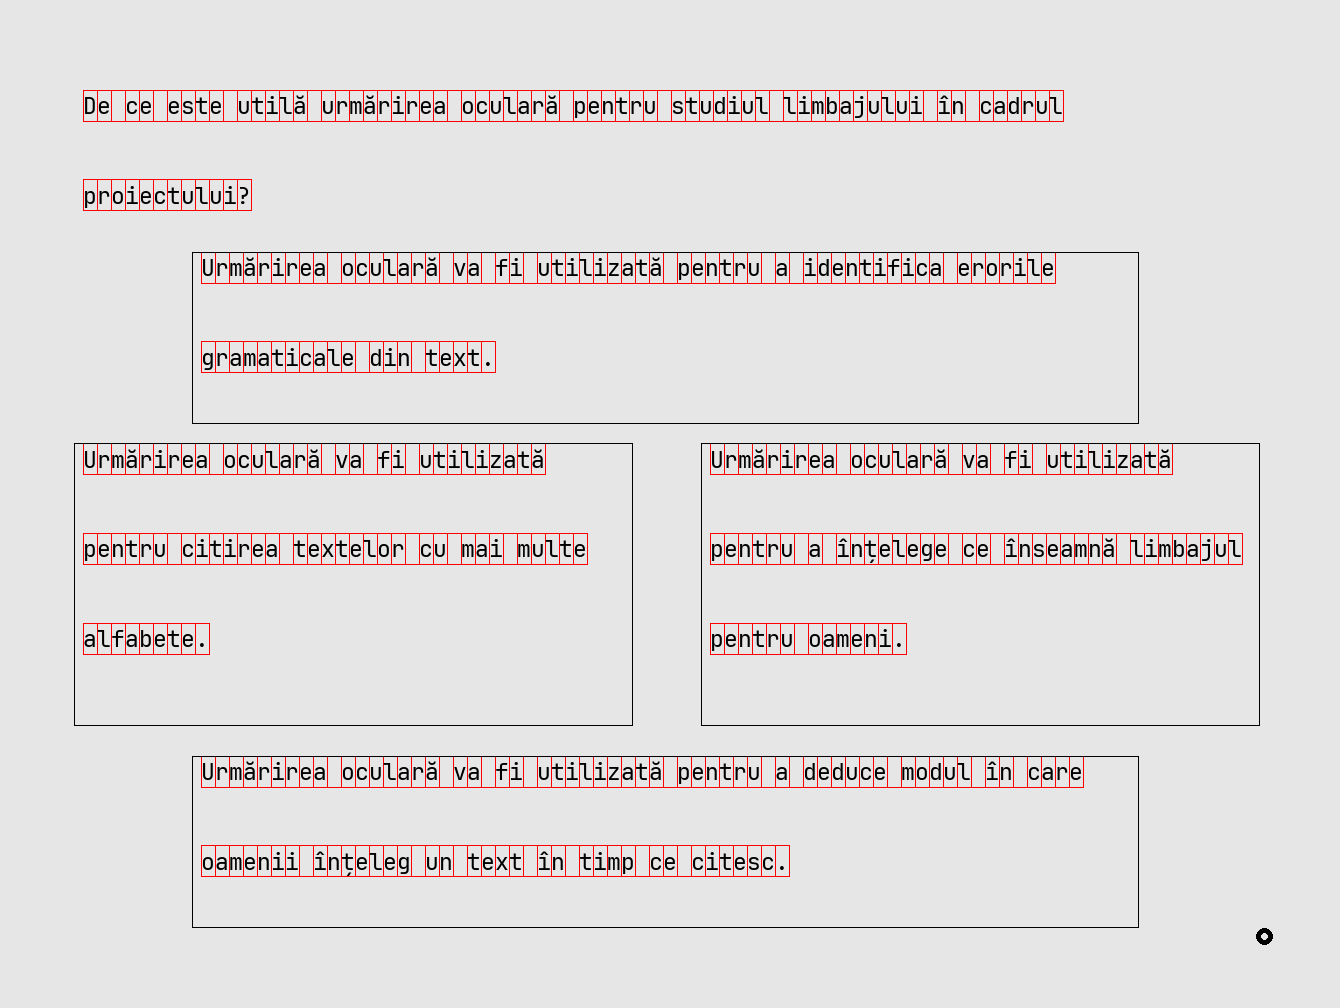 De ce este utilă urmărirea oculară pentru studiul limbajului în cadrul
proiectului?
Urmărirea oculară va fi utilizată pentru a identifica erorile
gramaticale din text.
Urmărirea oculară va fi utilizată
pentru citirea textelor cu mai multe
alfabete.
Urmărirea oculară va fi utilizată
pentru a înțelege ce înseamnă limbajul
pentru oameni.
Urmărirea oculară va fi utilizată pentru a deduce modul în care
oamenii înțeleg un text în timp ce citesc.